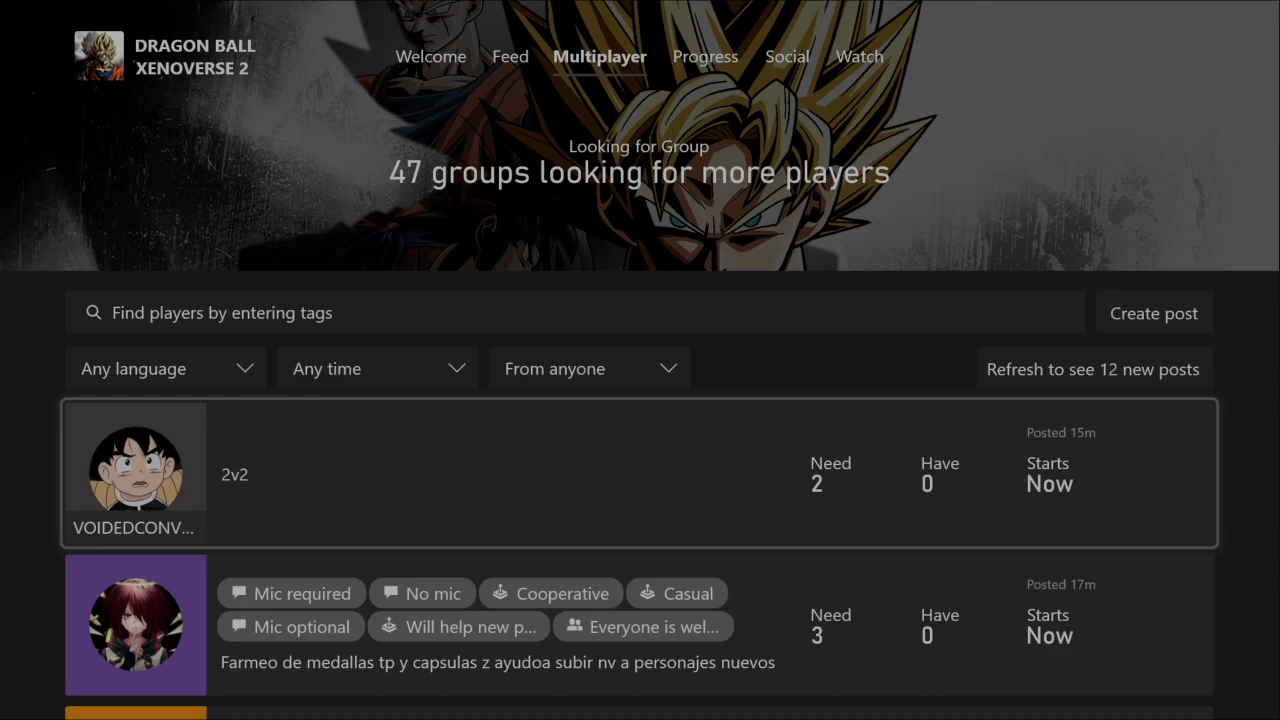 DRAGON BALL
XENOVERSE 2
Welcome Feed Multiplayer Progress Social Watch
Looking for Group
47 groups looking for more players
Find players by entering tags
Create post
Any language Any time From anyone
Refresh to see 12 new posts
Posted 15m
2v2
Need Have Starts
2 0 Now
VOIDEDCONV...
Posted 17m
Mic required No mic Cooperative Casual
Mic optional Will help new p... Everyone is wel...
Need Have Starts
3 0 Now
Farmeo de medallas tp y capsulas z ayudoa subir nv a personajes nuevos